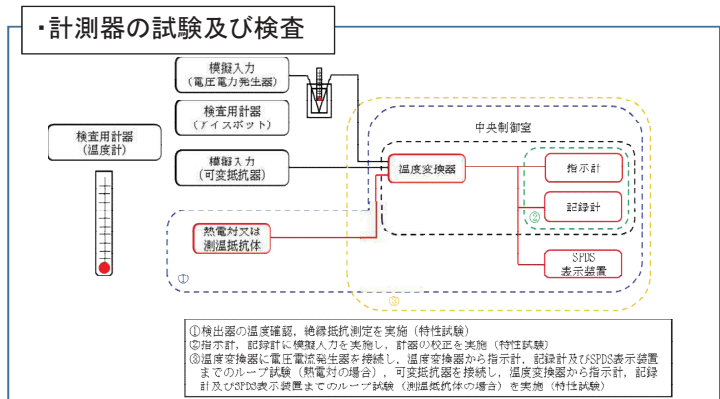 ・計測器の試験及び検査
模擬入力
(電圧電力発生器)
検査用計器
(アイスポット)
検査用計器
(温度計)
模擬入力
(可変抵抗器)
中央制御室
温度変換器
指示計
記録計
②
熱電対又は
測温抵抗体
SPDS
表示装置
①
③
①検出器の温度確認，絶縁抵抗測定を実施（特性試験）
②指示計，記録計に模擬入力を実施し，計器の校正を実施（特性試験）
③温度変換器に電圧電流発生器を接続し，温度変換器から指示計，記録計及びSPDS表示装置
までのループ試験（熱電対の場合），可変抵抗器を接続し，温度変換器から指示計，記録
計及びSPDS表示装置までのループ試験（測温抵抗体の場合）を実施（特性試験）